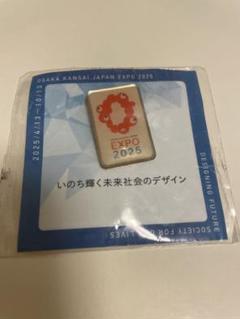 OSAKA, KANSAI, JAPAN EXPO 2025
2025/4/13-10/13
DESIGNING FUTURE
SOCIETY FOR OUR LIVES
EXPO
2025
いのち輝く未来社会のデザイン